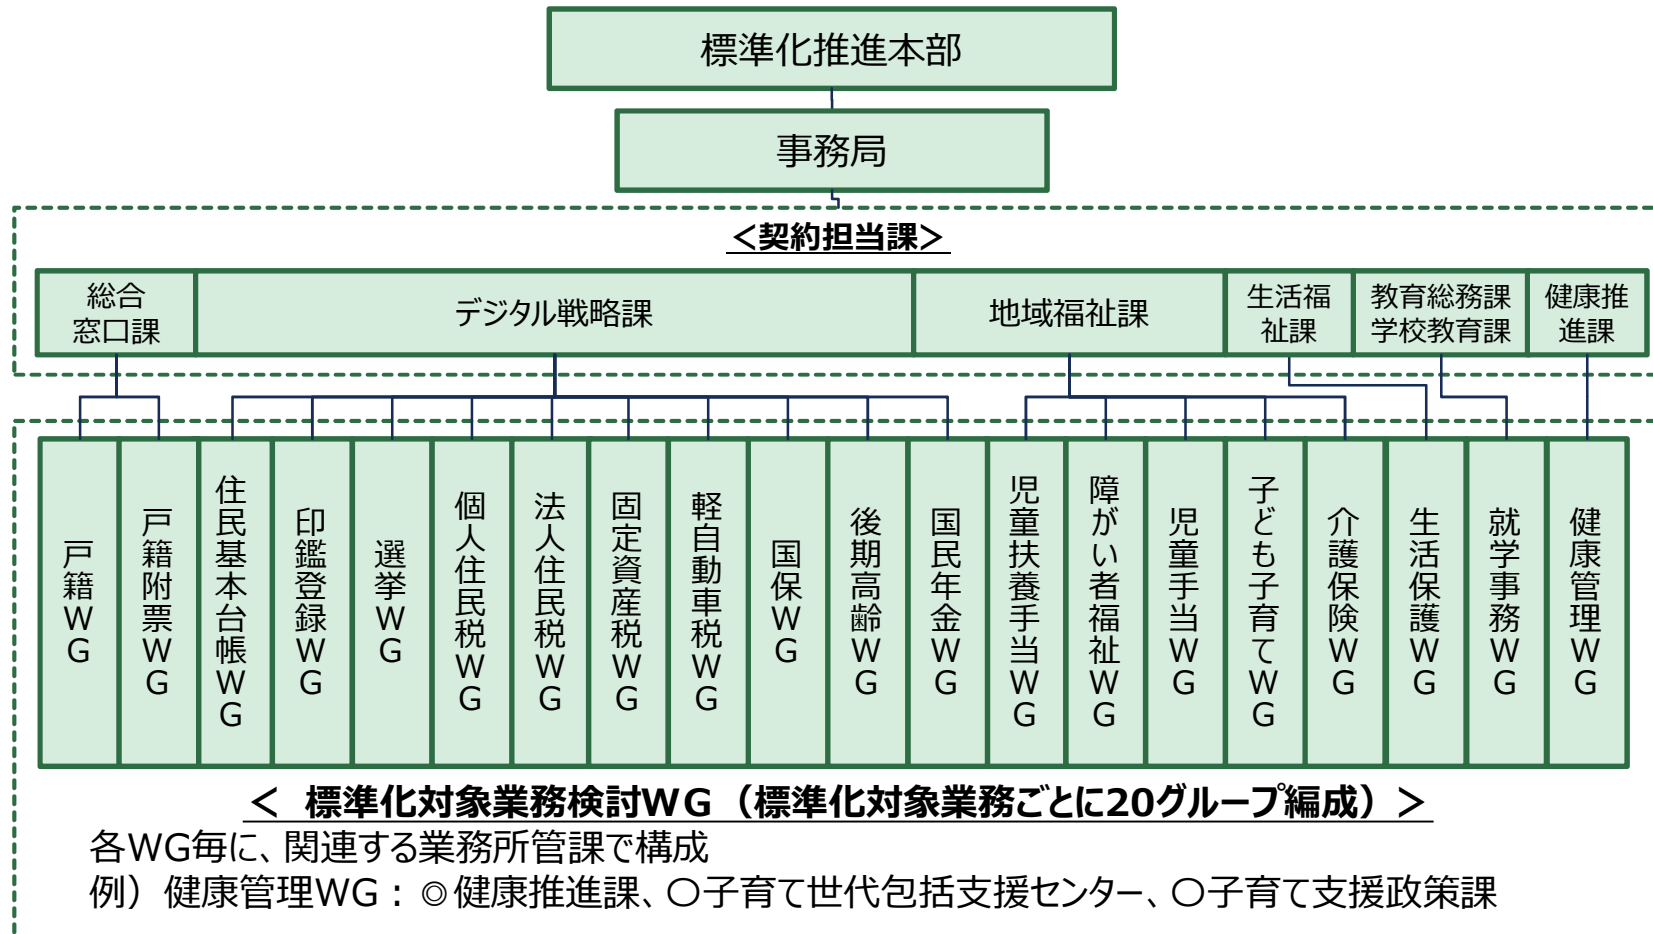 標準化推進本部
事務局
＜契約担当課＞
総合
窓口課
デジタル戦略課
地域福祉課
生活福
祉課
教育総務課
学校教育課
健康推
進課
戸籍WG
戸籍附票WG
住民基本台帳WG
印鑑登録WG
選挙WG
個人住民税WG
法人住民税WG
固定資産税WG
軽自動車税WG
国保WG
後期高齢WG
国民年金WG
児童扶養手当WG
障がい者福祉WG
児童手当WG
子ども子育てWG
介護保険WG
生活保護WG
就学事務WG
健康管理WG
＜ 標準化対象業務検討WG（標準化対象業務ごとに20グループ編成）＞
各WG毎に、関連する業務所管課で構成
例）健康管理WG：◎健康推進課、〇子育て世代包括支援センター、〇子育て支援政策課